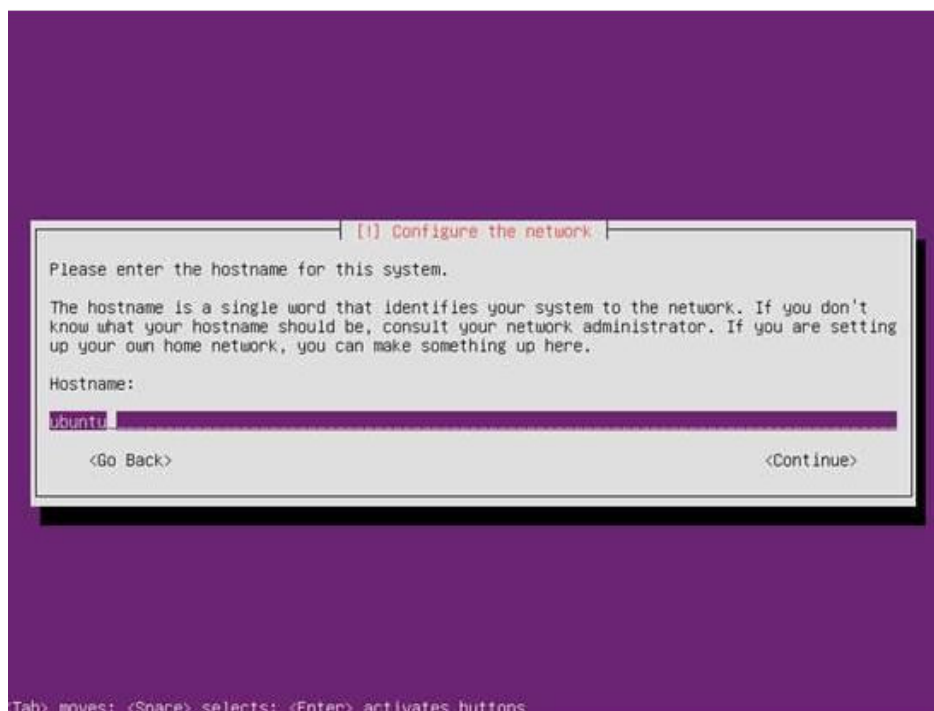 [!] Configure the network
Please enter the hostname for this system.
The hostname is a single word that identifies your system to the network. If you don't
know what your hostname should be, consult your network administrator. If you are setting
up your own home network, you can make something up here.
Hostname:
ubuntu
<Go Back> <Continue>
<Tab> moves; <Space> selects; <Enter> activates buttons